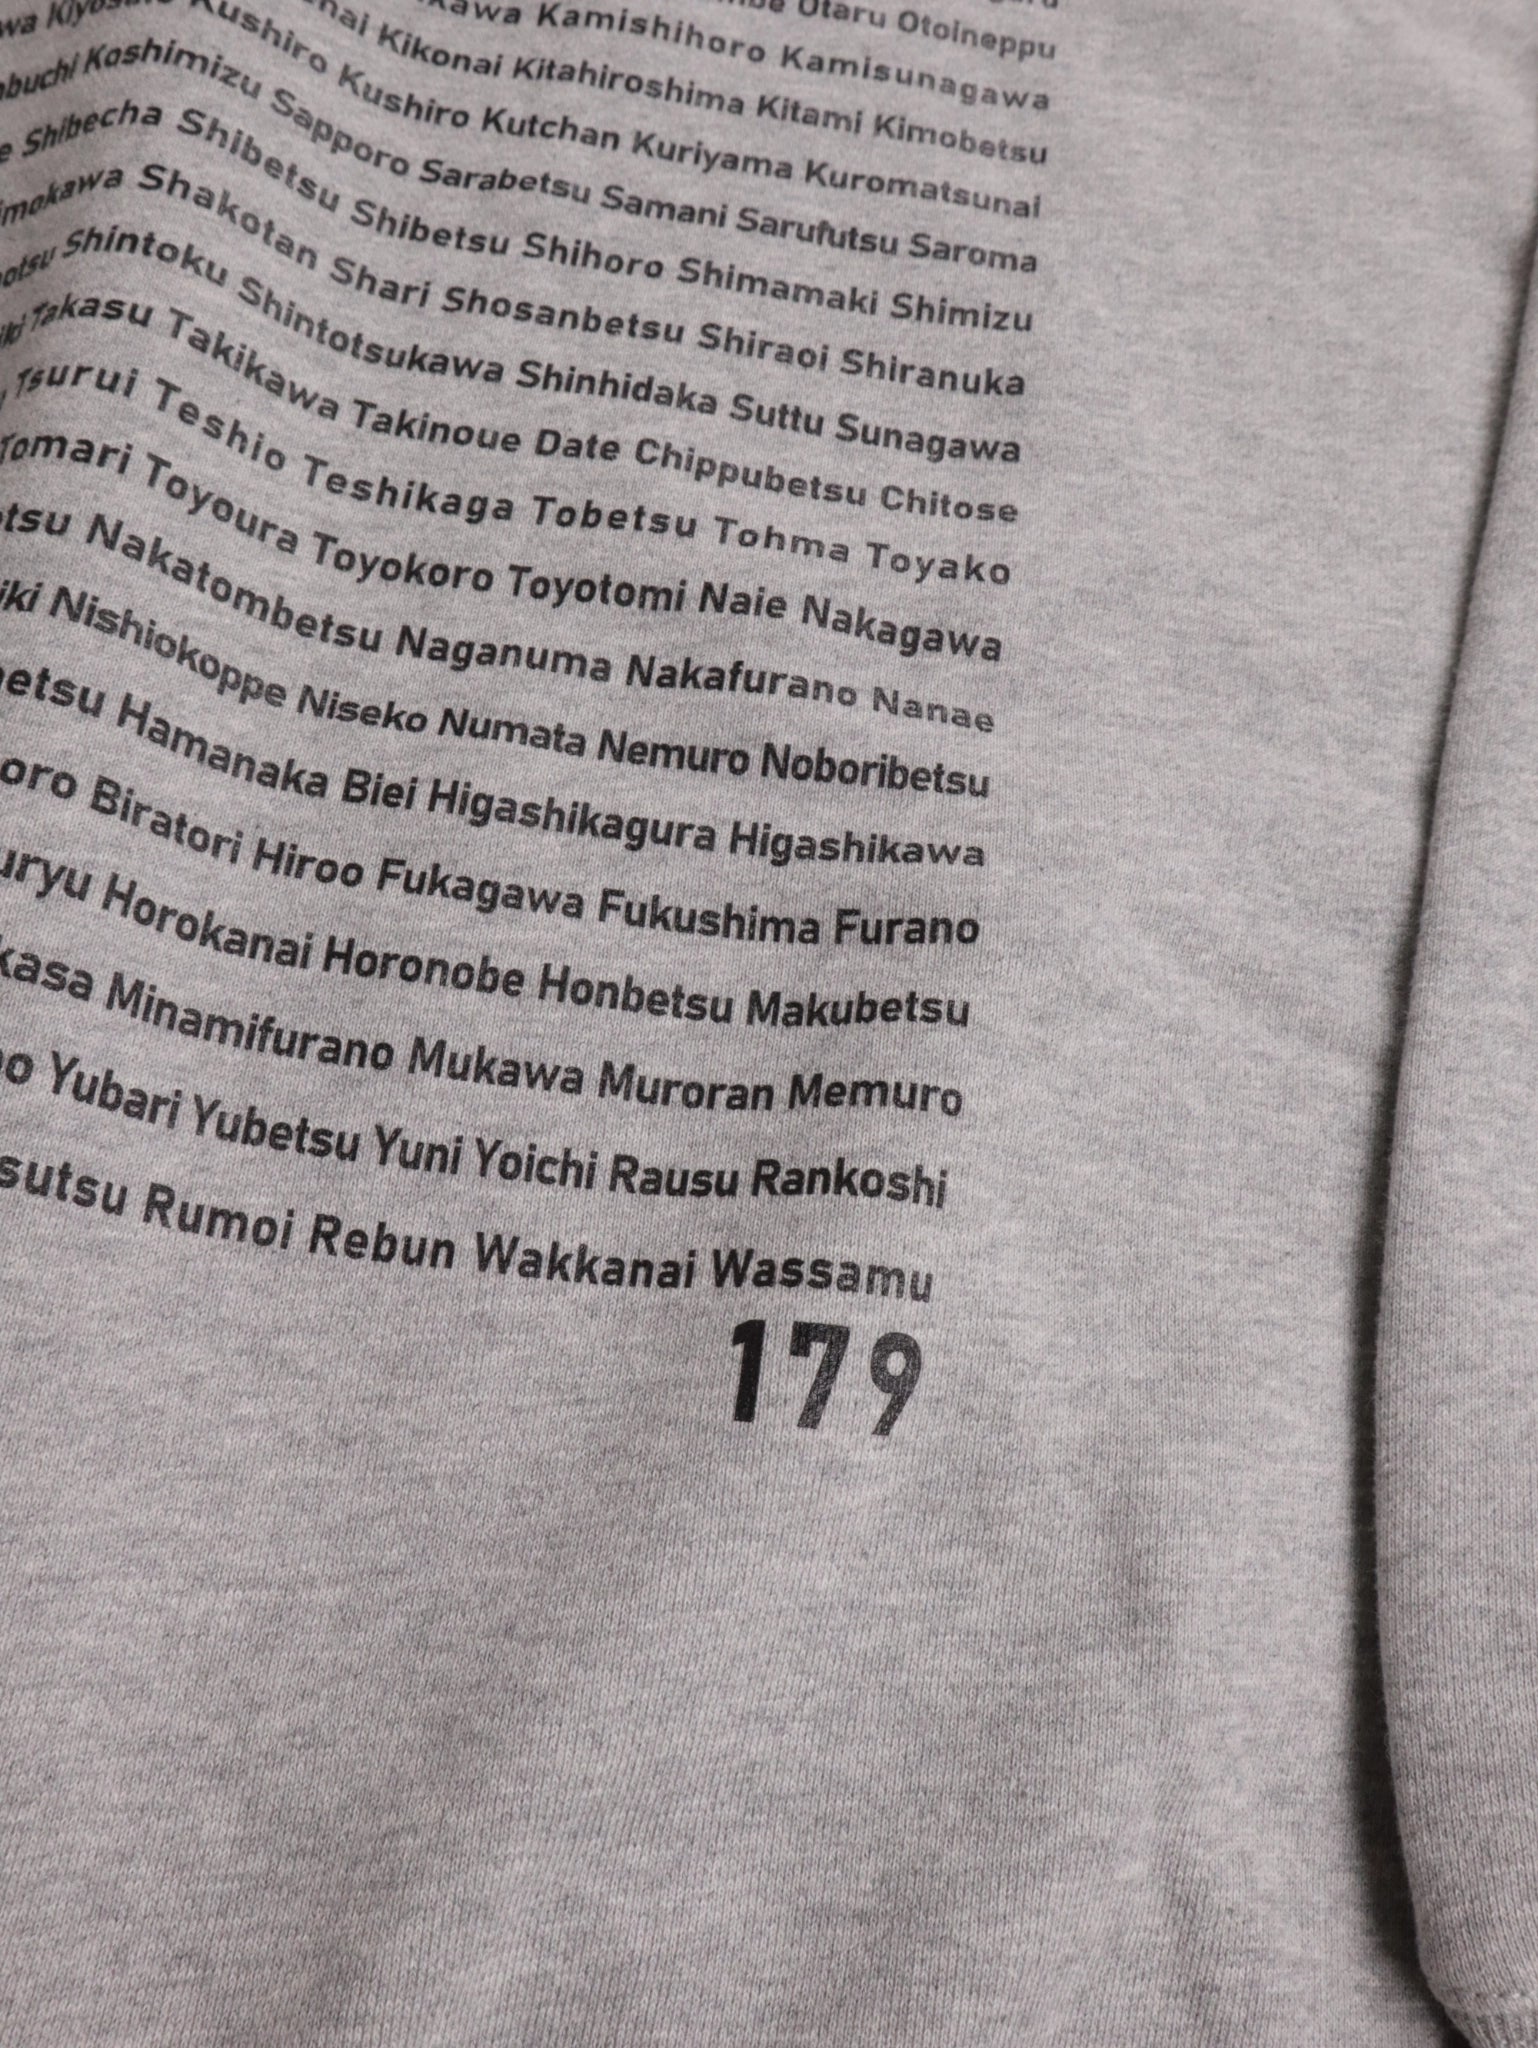 Otaru Otoineppu
Kamishihoro Kamisunagawa
Kikonai Kitahiroshima Kitami Kimobetsu
Kushiro Kushiro Kutchan Kuriyama Kuromatsunai
Koshimizu Sapporo Sarabetsu Samani Sarufutsu Saroma
Shibecha Shibetsu Shibetsu Shihoro Shimamaki Shimizu
Shakotan Shari Shosanbetsu Shiraoi Shiranuka
Shintoku Shintotsukawa Shinhidaka Suttu Sunagawa
Takasu Takikawa Takinoue Date Chippubetsu Chitose
Tsurui Teshio Teshikaga Tobetsu Tohma Toyako
Tomari Toyoura Toyokoro Toyotomi Naie Nakagawa
Nakatombetsu Naganuma Nakafurano Nanae
Nishiokoppe Niseko Numata Nemuro Noboribetsu
Hamanaka Biei Higashikagura Higashikawa
Biratori Hiroo Fukagawa Fukushima Furano
Horokanai Horonobe Honbetsu Makubetsu
Minamifurano Mukawa Muroran Memuro
Yubari Yubetsu Yuni Yoichi Rausu Rankoshi
Rumoi Rebun Wakkanai Wassamu
179